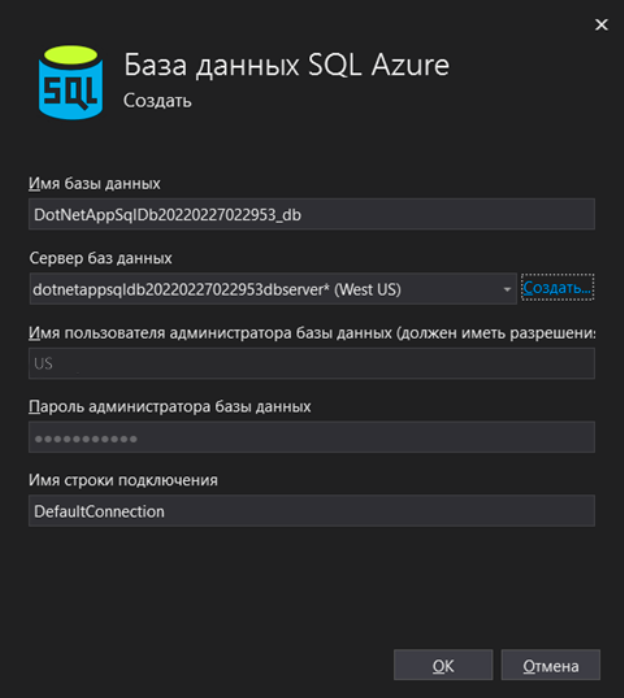 SQL
База данных SQL Azure
Создать
Имя базы данных
DotNetAppSqlDb20220227022953_db
Сервер баз данных
dotnetappsqldb20220227022953dbserver* (West US)
Создать...
Имя пользователя администратора базы данных (должен иметь разрешени
US
Пароль администратора базы данных
●●●●●●●●●●●
Имя строки подключения
DefaultConnection
OK
Отмена